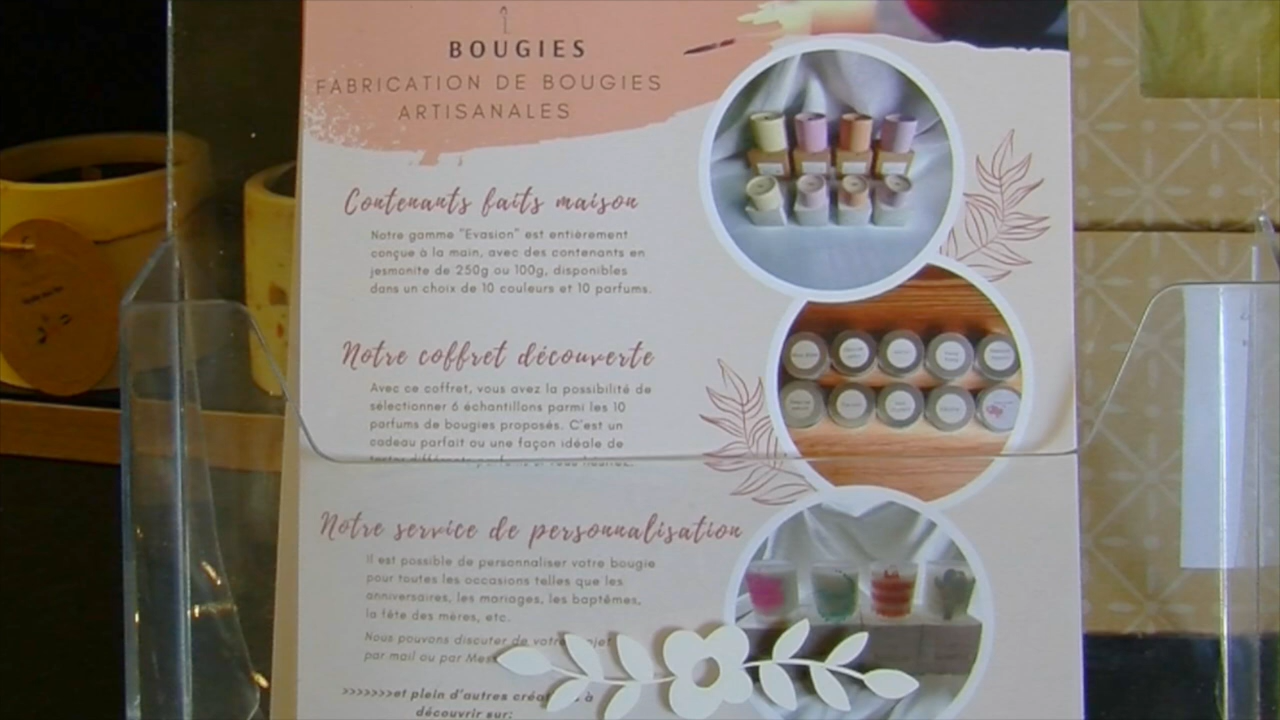 BOUGIES
FABRICATION DE BOUGIES
ARTISANALES
Contenants faits maison
Notre gamme "Evasion" est entièrement
conçue à la main, avec des contenants en
jesmonite de 250g ou 100g, disponibles
dans un choix de 10 couleurs et 10 parfums.
Notre coffret découverte
Avec ce coffret, vous avez la possibilité de
sélectionner 6 échantillons parmi les 10
parfums de bougies proposés. C'est un
cadeau parfait ou une façon idéale de
Notre service de personnalisation
Il est possible de personnaliser votre bougie
pour toutes les occasions telles que les
anniversaires, les mariages, les baptêmes,
la fête des mères, etc.
Nous pouvons discuter de votre
par mail ou par
>>>>>>>et plein d'autres à
découvrir sur: